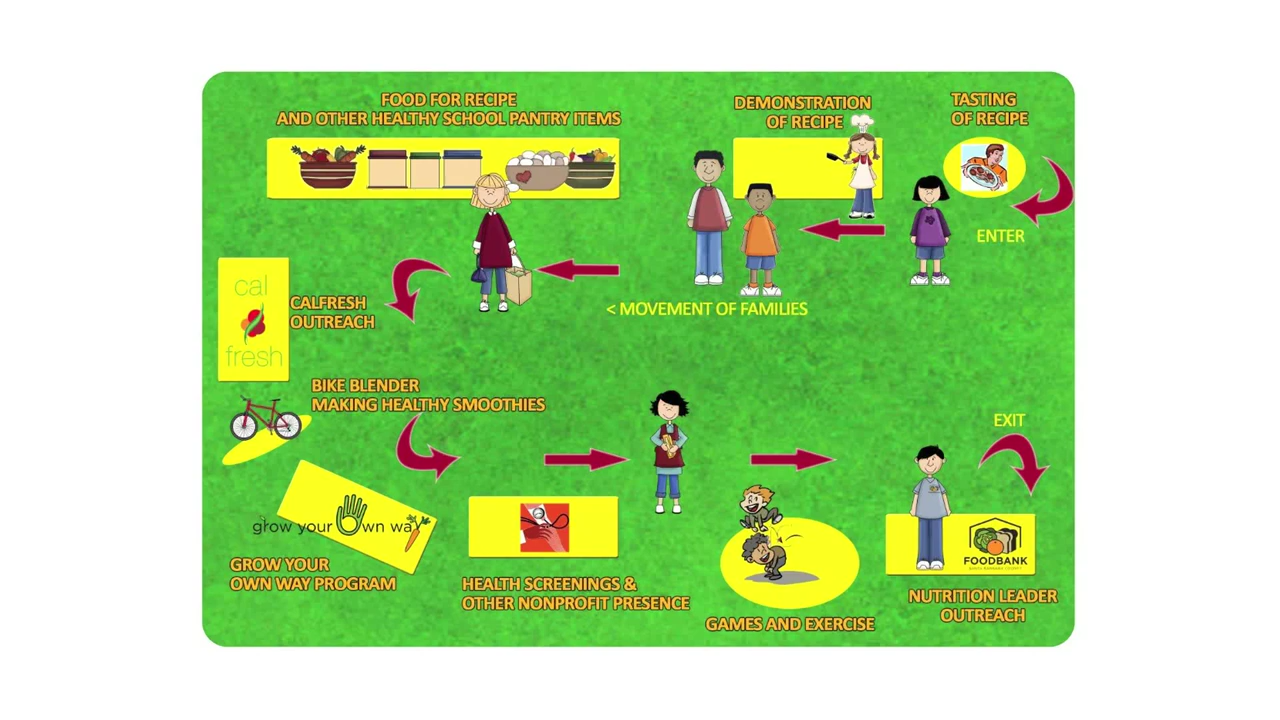 FOOD FOR RECIPE
AND OTHER HEALTHY SCHOOL PANTRY ITEMS
DEMONSTRATION
OF RECIPE
TASTING
OF RECIPE
ENTER
< MOVEMENT OF FAMILIES
cal
fresh
CALFRESH
OUTREACH
BIKE BLENDER
MAKING HEALTHY SMOOTHIES
EXIT
grow your wn way
GROW YOUR
OWN WAY PROGRAM
HEALTH SCREENINGS &
OTHER NONPROFIT PRESENCE
GAMES AND EXERCISE
FOODBANK
NUTRITION LEADER
OUTREACH